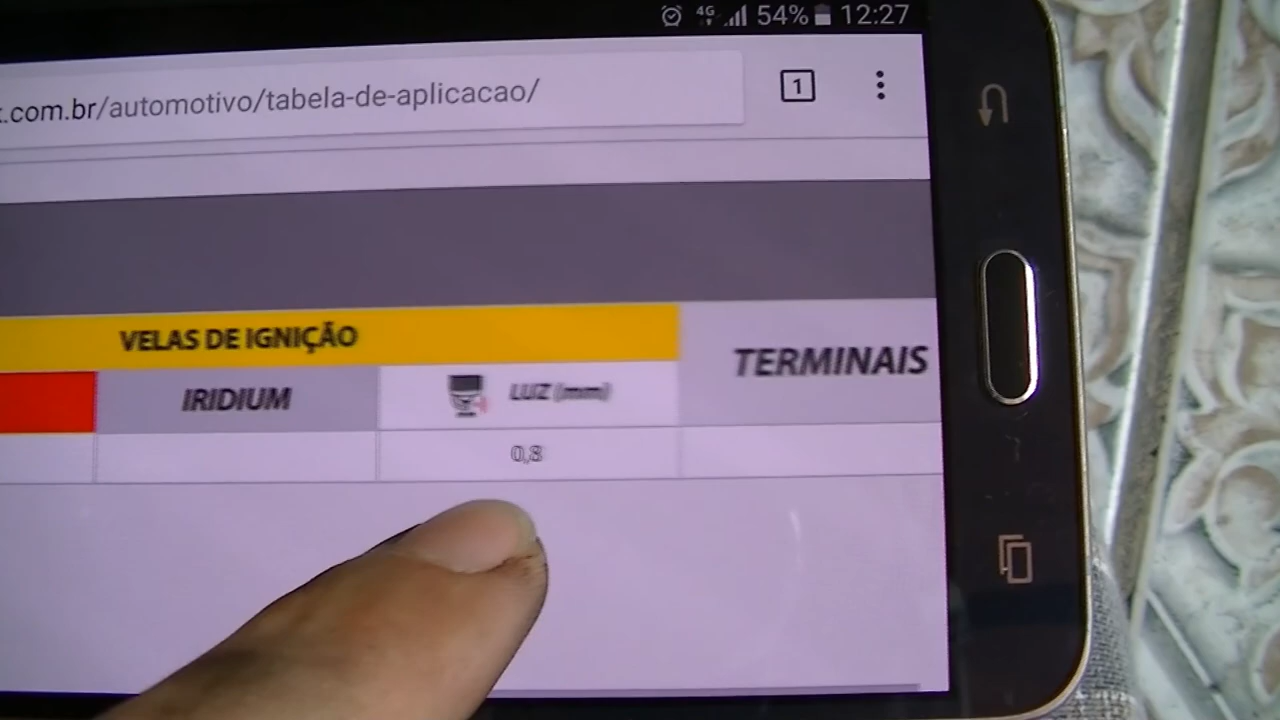 4G 54% 12:27
.com.br/automotivo/tabela-de-aplicacao/
1
VELAS DE IGNIÇÃO
TERMINAIS
IRIDIUM
LUZ (mm)
0,8